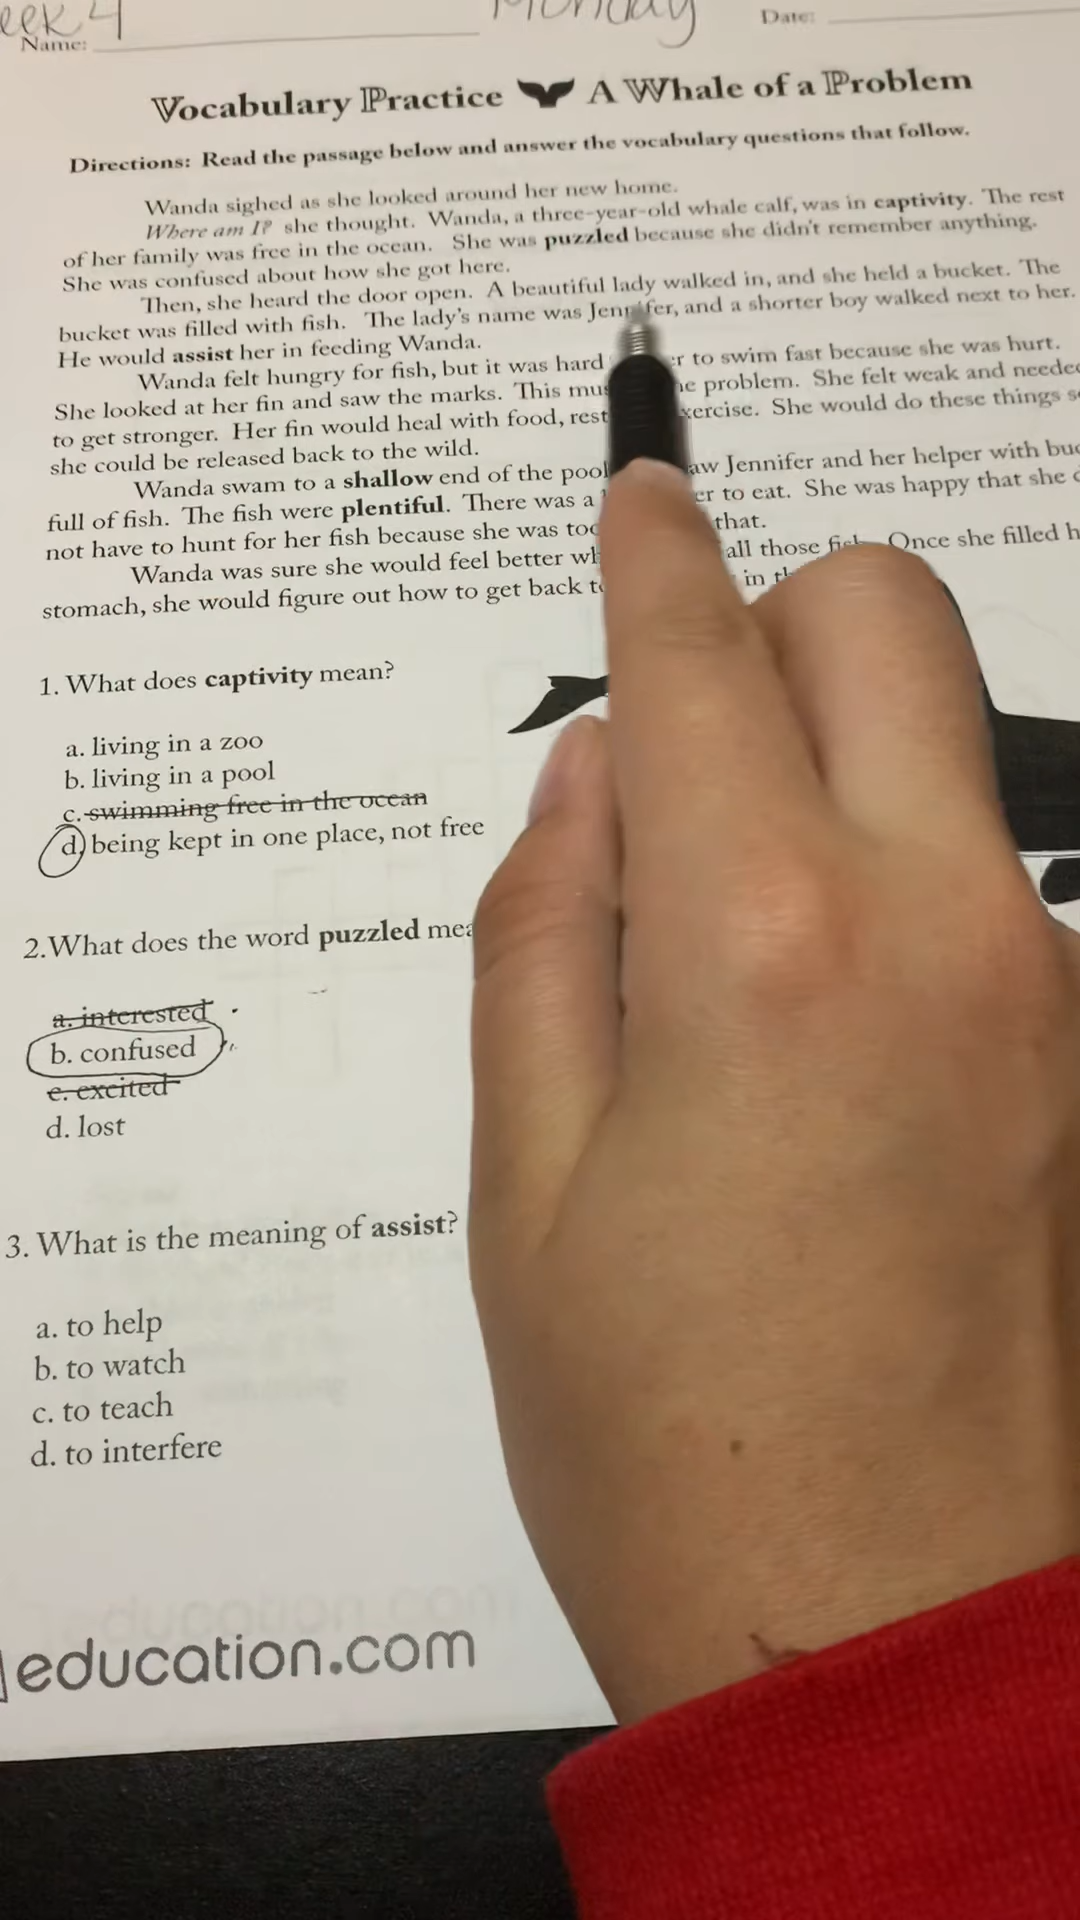 eek 4
Monday
Name:
Date:
Vocabulary Practice A Whale of a Problem
Directions: Read the passage below and answer the vocabulary questions that follow.
Wanda sighed as she looked around her new home.
Where am I? she thought. Wanda, a three-year-old whale calf, was in captivity. The rest
of her family was free in the ocean. She was puzzled because she didn't remember anything.
She was confused about how she got here.
Then, she heard the door open. A beautiful lady walked in, and she held a bucket. The
bucket was filled with fish. The lady's name was Jennifer, and a shorter boy walked next to her.
He would assist her in feeding Wanda.
Wanda felt hungry for fish, but it was hard to swim fast because she was hurt.
She looked at her fin and saw the marks. This problem. She felt weak and needed
to get stronger. Her fin would heal with food, rest exercise. She would do these things
she could be released back to the wild.
Wanda swam to a shallow end of the pool Jennifer and her helper with
full of fish. The fish were plentiful. There was a to eat. She was happy that she
not have to hunt for her fish because she was that.
Wanda was sure she would feel better all those Once she filled
stomach, she would figure out how to get back in
1. What does captivity mean?
a. living in a zoo
b. living in a pool
c. swimming free in the ocean
d. being kept in one place, not free
2.What does the word puzzled
a. interested
b. confused
c. excited
d. lost
3. What is the meaning of assist?
a. to help
b. to watch
c. to teach
d. to interfere
education.com